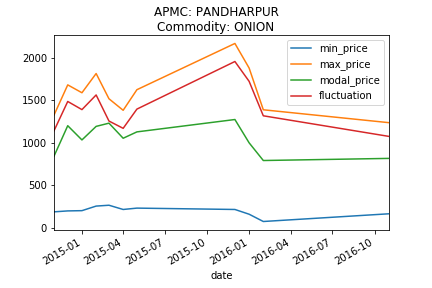 APMC: PANDHARPUR
Commodity: ONION
min_price
max_price
modal_price
fluctuation
2000
1500
1000
500
0
2015-01
2015-04
2015-07
2015-10
2016-01
2016-04
2016-07
2016-10
date